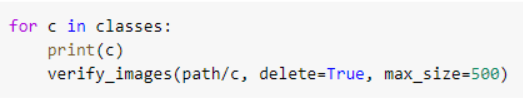 for c in classes:
    print(c)
    verify_images(path/c, delete=True, max_size=500)